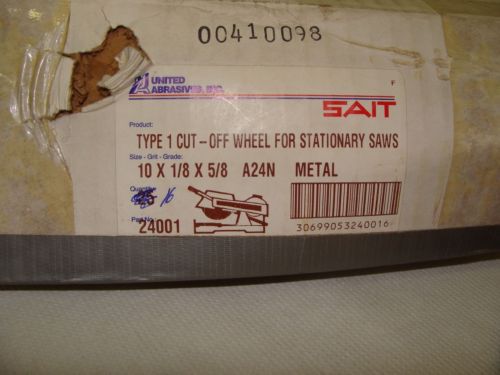 00410098
UNITED
ABRASIVES, INC.
F
SAIT
Product:
TYPE 1 CUT-OFF WHEEL FOR STATIONARY SAWS
Size - Grit - Grade:
10 X 1/8 X 5/8 A24N METAL
Quantity:
16
Part No.:
24001
30699053240016